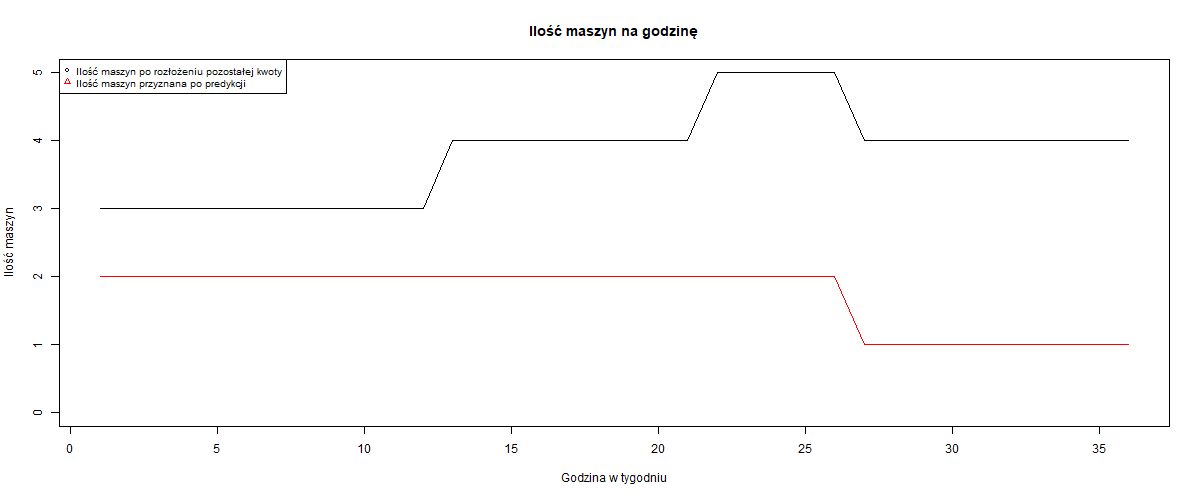 Ilość maszyn na godzinę
Ilość maszyn po rozłożeniu pozostałej kwoty
Ilość maszyn przyznana po predykcji
Ilość maszyn
5
4
3
2
1
0
0 5 10 15 20 25 30 35
Godzina w tygodniu